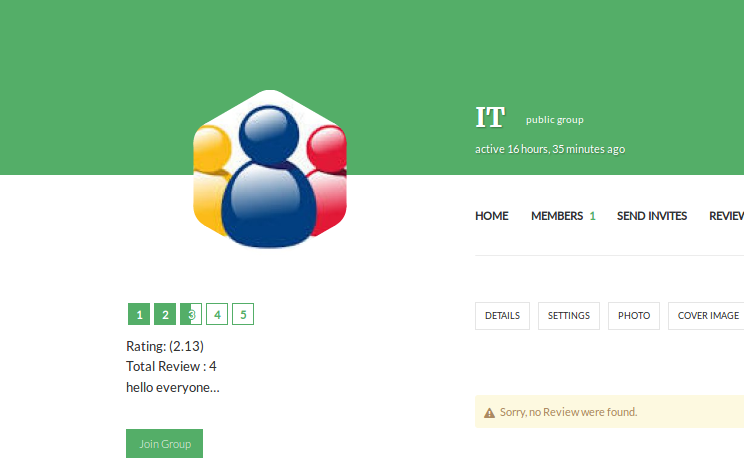 IT public group
active 16 hours, 35 minutes ago
HOME MEMBERS 1 SEND INVITES REVIEW
1 2 3 4 5
DETAILS SETTINGS PHOTO COVER IMAGE
Rating: (2.13)
Total Review : 4
hello everyone...
Sorry, no Review were found.
Join Group